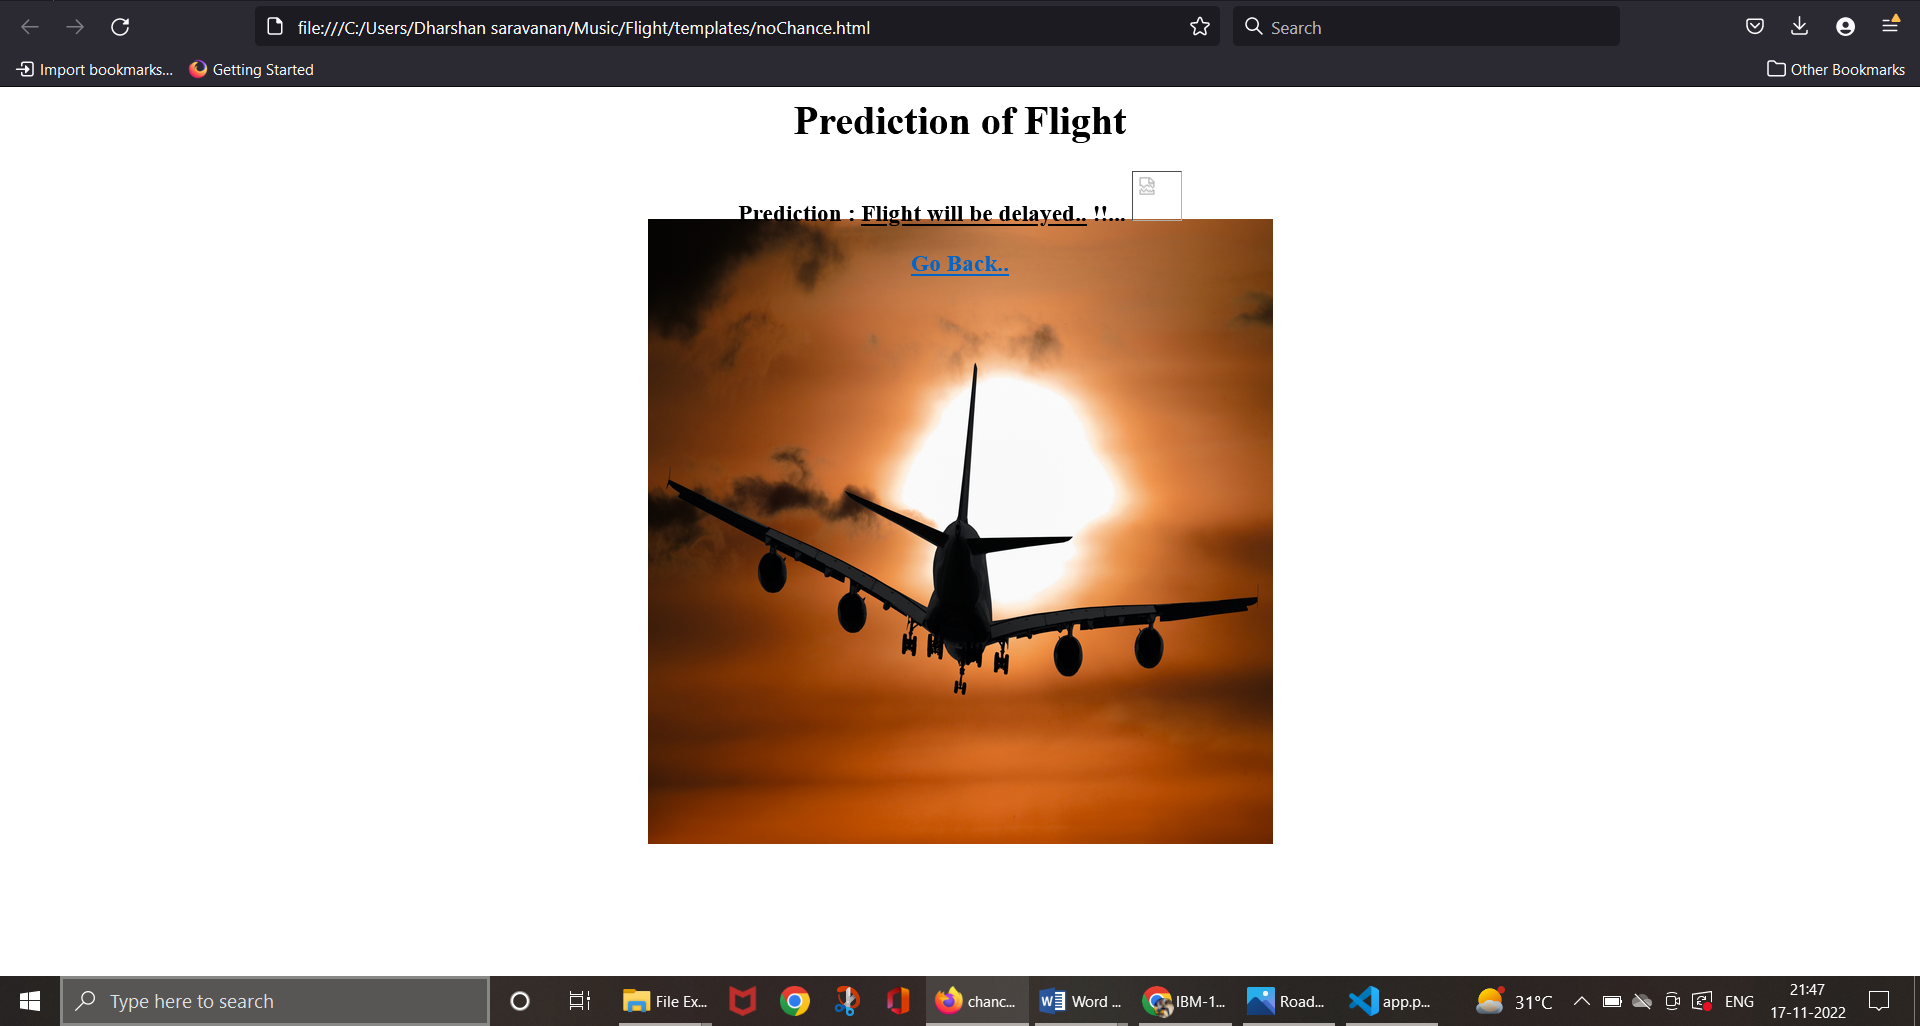 file:///C:/Users/Dharshan saravanan/Music/Flight/templates/noChance.html
Search
Import bookmarks...
Getting Started
Other Bookmarks
Prediction of Flight
Prediction : Flight will be delayed.. !!...
Go Back..
Type here to search
File Ex...
chanc...
Word ...
IBM-1...
Road...
app.p...
31°C
ENG
21:47
17-11-2022